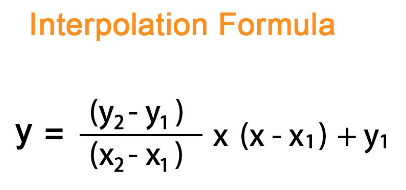 Interpolation Formula
y = (y₂ - y₁) / (x₂ - x₁) x (x - x₁) + y₁